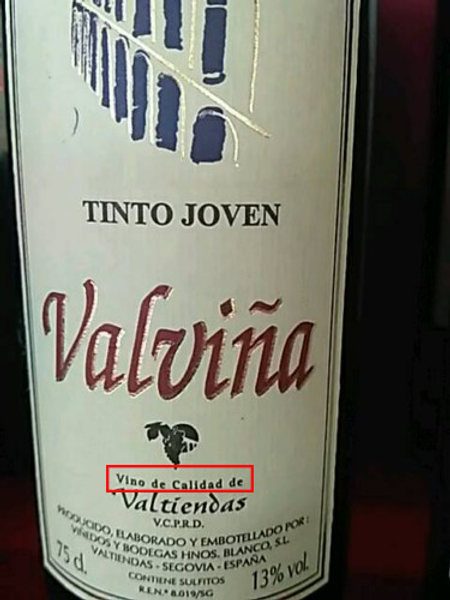 TINTO JOVEN
Valviña
Vino de Calidad de
Valtiendas
V.C.P.R.D.
PRODUCIDO, ELABORADO Y EMBOTELLADO POR:
VIÑEDOS Y BODEGAS HNOS. BLANCO, S.L.
VALTIENDAS - SEGOVIA - ESPAÑA
75 cl.
CONTIENE SULFITOS
13% vol.
R.E.N.º 8.019/SG